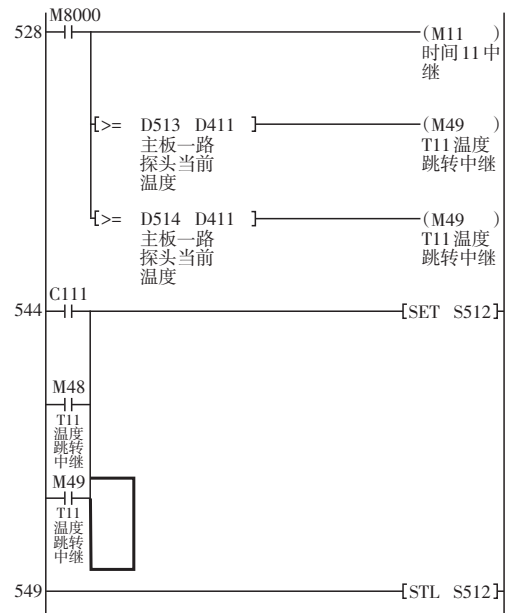 M8000
528
(M11 )
时间11中
继
[>= D513 D411 ]
(M49 )
主板一路
探头当前
温度
T11温度
跳转中继
[>= D514 D411 ]
(M49 )
主板一路
探头当前
温度
T11温度
跳转中继
C111
544
[SET S512]
M48
T11
温度
跳转
中继
M49
T11
温度
跳转
中继
549
[STL S512]